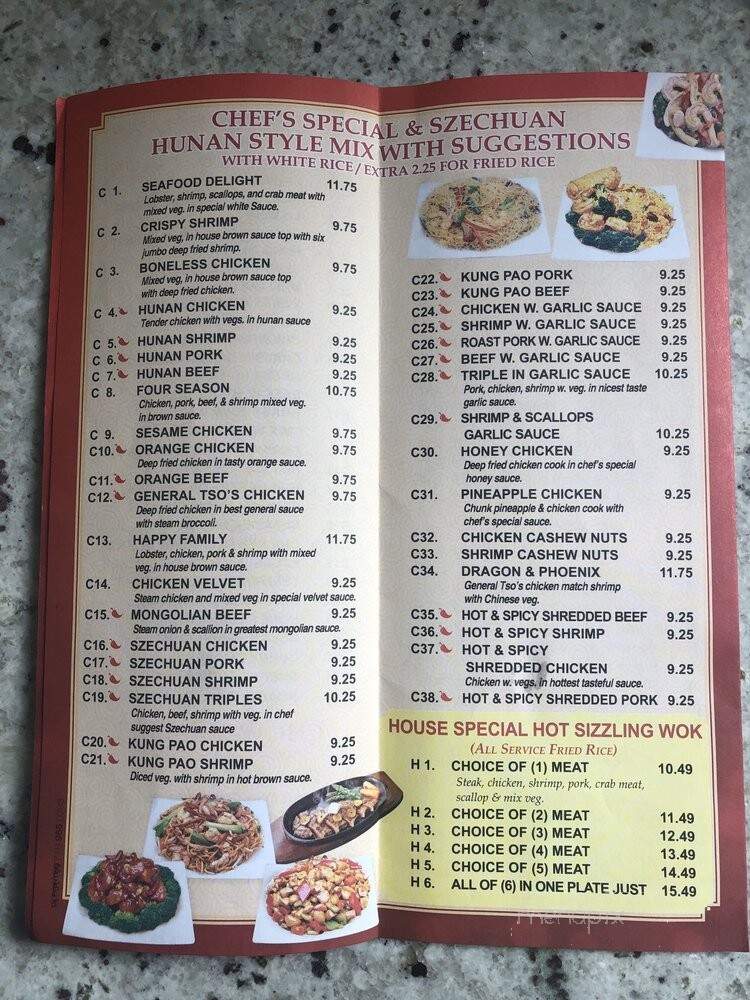 CHEF'S SPECIAL & SZECHUAN
HUNAN STYLE MIX WITH SUGGESTIONS
WITH WHITE RICE / EXTRA 2.25 FOR FRIED RICE
C 1. SEAFOOD DELIGHT 11.75
Lobster, shrimp, scallops, and crab meat with
mixed veg. in special white Sauce.
C 2. CRISPY SHRIMP 9.75
Mixed veg, in house brown sauce top with six
jumbo deep fried shrimp.
C 3. BONELESS CHICKEN 9.75
Mixed veg, in house brown sauce top
with deep fried chicken.
C 4. HUNAN CHICKEN 9.25
Tender chicken with vegs. in hunan sauce
C 5. HUNAN SHRIMP 9.25
C 6. HUNAN PORK 9.25
C 7. HUNAN BEEF 9.25
C 8. FOUR SEASON 10.75
Chicken, pork, beef, & shrimp mixed veg.
in brown sauce.
C 9. SESAME CHICKEN 9.75
C10. ORANGE CHICKEN 9.75
Deep fried chicken in tasty orange sauce.
C11. ORANGE BEEF 9.75
C12. GENERAL TSO'S CHICKEN 9.75
Deep fried chicken in best general sauce
with steam broccoli.
C13. HAPPY FAMILY 11.75
Lobster, chicken, pork & shrimp with mixed
veg. in house brown sauce.
C14. CHICKEN VELVET 9.25
Steam chicken and mixed veg in special velvet sauce.
C15. MONGOLIAN BEEF 9.25
Steam onion & scallion in greatest mongolian sauce.
C16. SZECHUAN CHICKEN 9.25
C17. SZECHUAN PORK 9.25
C18. SZECHUAN SHRIMP 9.25
C19. SZECHUAN TRIPLES 10.25
Chicken, beef, shrimp with veg. in chef
suggest Szechuan sauce
C20. KUNG PAO CHICKEN 9.25
C21. KUNG PAO SHRIMP 9.25
Diced veg. with shrimp in hot brown sauce.
C22. KUNG PAO PORK 9.25
C23. KUNG PAO BEEF 9.25
C24. CHICKEN W. GARLIC SAUCE 9.25
C25. SHRIMP W. GARLIC SAUCE 9.25
C26. ROAST PORK W. GARLIC SAUCE 9.25
C27. BEEF W. GARLIC SAUCE 9.25
C28. TRIPLE IN GARLIC SAUCE 10.25
Pork, chicken, shrimp w. veg. in nicest taste
garlic sauce.
C29. SHRIMP & SCALLOPS
GARLIC SAUCE 10.25
C30. HONEY CHICKEN 9.25
Deep fried chicken cook in chef's special
honey sauce.
C31. PINEAPPLE CHICKEN 9.25
Chunk pineapple & chicken cook with
chef's special sauce.
C32. CHICKEN CASHEW NUTS 9.25
C33. SHRIMP CASHEW NUTS 9.25
C34. DRAGON & PHOENIX 11.75
General Tso's chicken match shrimp
with Chinese veg.
C35. HOT & SPICY SHREDDED BEEF 9.25
C36. HOT & SPICY SHRIMP 9.25
C37. HOT & SPICY
SHREDDED CHICKEN 9.25
Chicken w. vegs. in hottest tasteful sauce.
C38. HOT & SPICY SHREDDED PORK 9.25
HOUSE SPECIAL HOT SIZZLING WOK
(ALL SERVICE FRIED RICE)
H 1. CHOICE OF (1) MEAT 10.49
Steak, chicken, shrimp, pork, crab meat,
scallop & mix veg.
H 2. CHOICE OF (2) MEAT 11.49
H 3. CHOICE OF (3) MEAT 12.49
H 4. CHOICE OF (4) MEAT 13.49
H 5. CHOICE OF (5) MEAT 14.49
H 6. ALL OF (6) IN ONE PLATE JUST 15.49
menupix